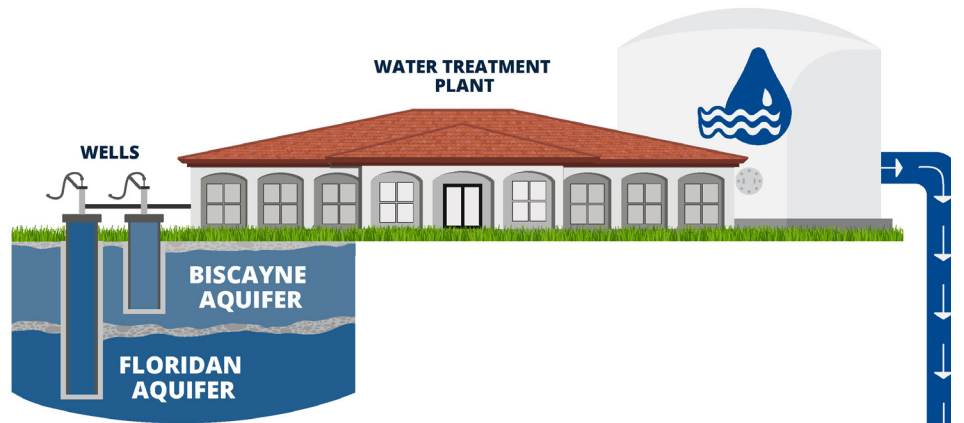 WATER TREATMENT
PLANT
WELLS
BISCAYNE
AQUIFER
FLORIDAN
AQUIFER